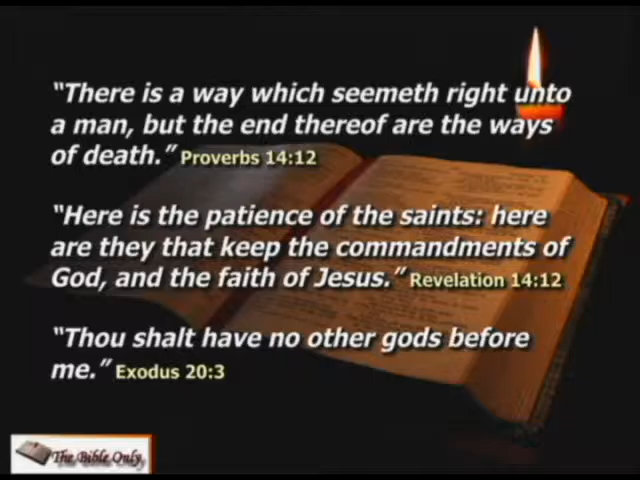 “There is a way which seemeth right unto
a man, but the end thereof are the ways
of death.” Proverbs 14:12
“Here is the patience of the saints: here
are they that keep the commandments of
God, and the faith of Jesus.” Revelation 14:12
“Thou shalt have no other gods before
me.” Exodus 20:3
The Bible Only